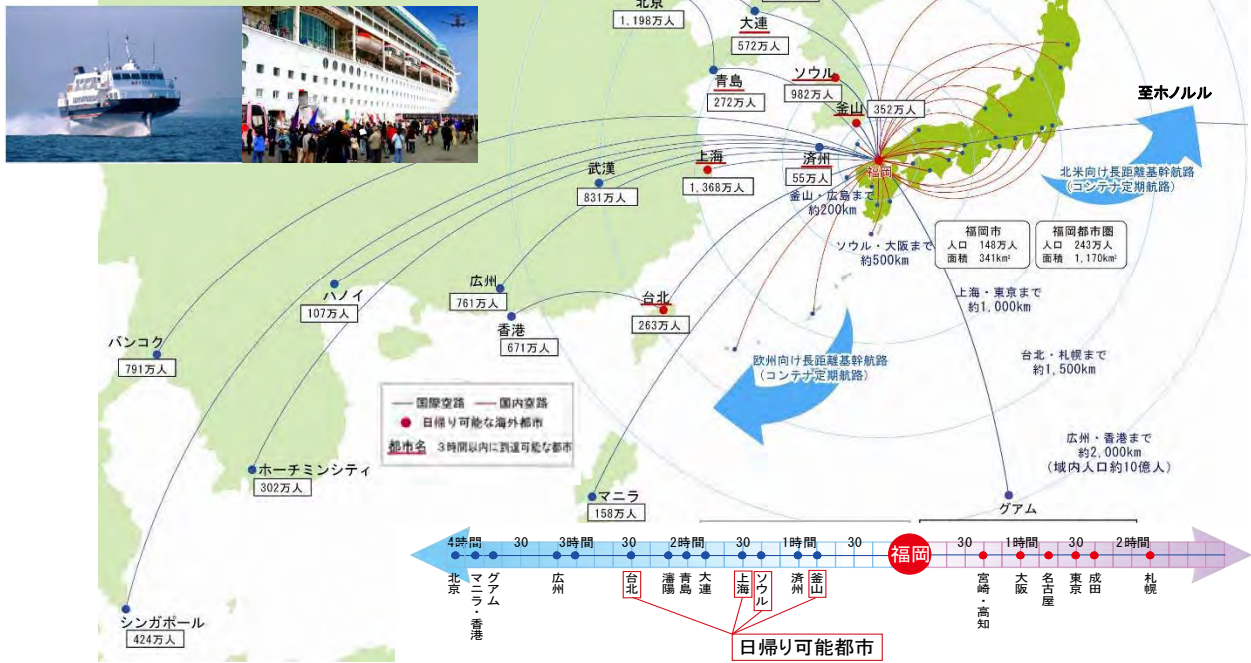 北京
1,198万人
大連
572万人
青島
272万人
ソウル
982万人
釜山
352万人
至ホノルル
上海
1,368万人
済州
55万人
福岡
武漢
831万人
北米向け長距離基幹航路
(コンテナ定期航路)
釜山・広島まで
約200km
ソウル・大阪まで
約500km
福岡市
人口 148万人
面積 341km²
福岡都市圏
人口 243万人
面積 1,170km²
上海・東京まで
約1,000km
広州
761万人
ハノイ
107万人
香港
671万人
台北
263万人
バンコク
791万人
欧州向け長距離基幹航路
(コンテナ定期航路)
台北・札幌まで
約1,500km
国際空路 国内空路
日帰り可能な海外都市
都市名 3時間以内に到達可能な都市
広州・香港まで
約2,000km
(域内人口約10億人)
ホーチミンシティ
302万人
マニラ
158万人
グアム
シンガポール
424万人
4時間 30 3時間 30 2時間 30 1時間 30 福岡 30 1時間 30 2時間
北京
マニラ・香港
グアム
広州
台北
瀋陽
青島
大連
上海
ソウル
済州
釜山
宮崎・高知
大阪
名古屋
東京
成田
札幌
日帰り可能都市